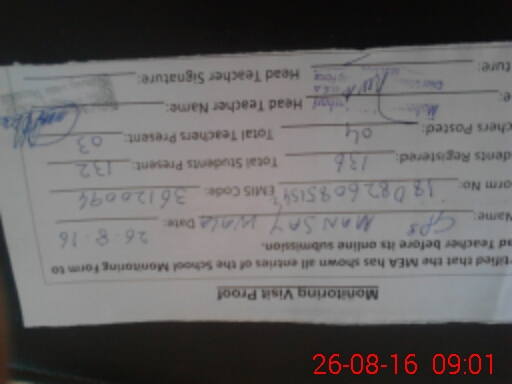 Monitoring Visit Proof
rtified that the MEA has shown all entries of the School Monitoring Form to
ad Teacher before its online submission.
Name: GPS MANSAY WALA Date: 26-8-16
orm No: EMIS Code: 36120094
dents Registered: 136 Total Students Present: 132
chers Posted: 04 Total Teachers Present: 03
e: Head Teacher Name:
ture: Head Teacher Signature:
26-08-16 09:01